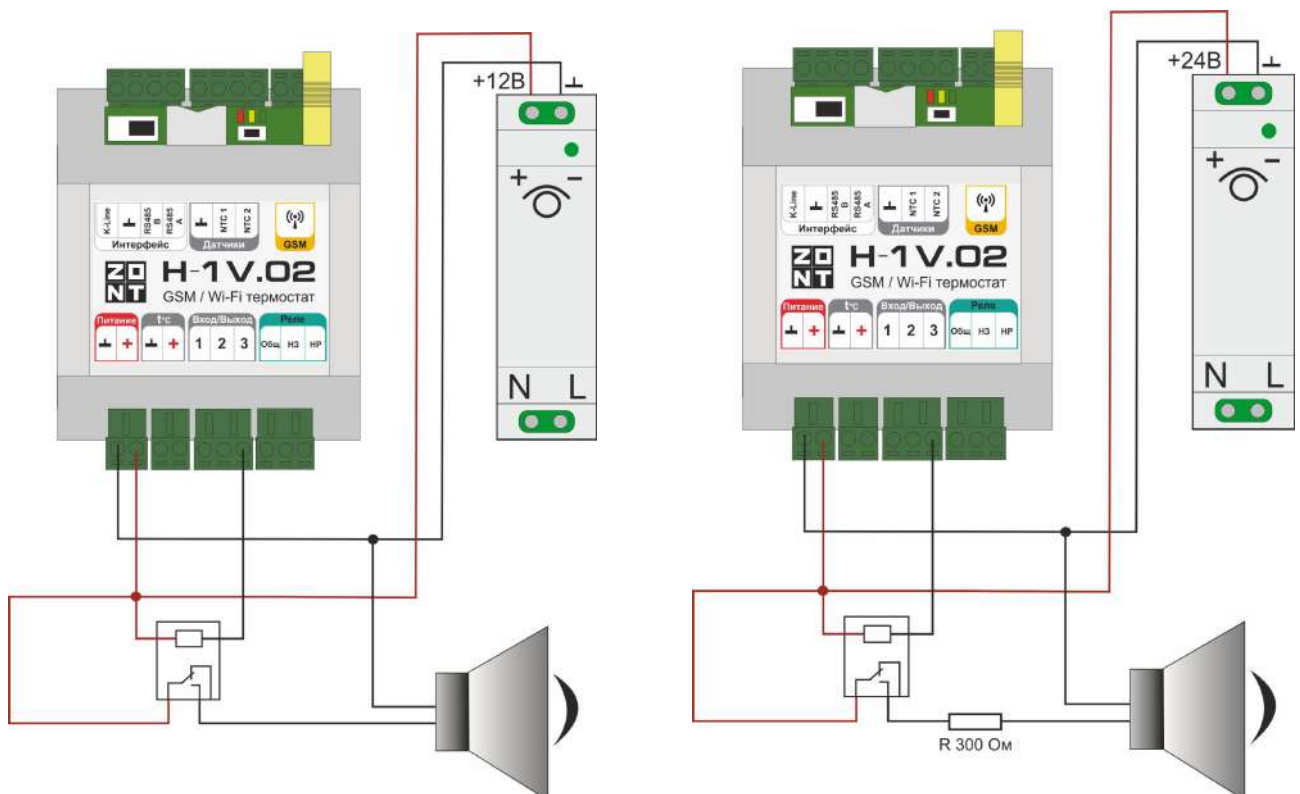 +12В ⊥
K-Line ⊥ RS485 B RS485 A ⊥ NTC 1 NTC 2
Интерфейс Датчики GSM
ZONT H-1V.02
GSM / Wi-Fi термостат
Питание t°C Вход/Выход Реле
⊥ + ⊥ + 1 2 3 Общ НЗ НР
+ −
N L
+24В ⊥
K-Line ⊥ RS485 B RS485 A ⊥ NTC 1 NTC 2
Интерфейс Датчики GSM
ZONT H-1V.02
GSM / Wi-Fi термостат
Питание t°C Вход/Выход Реле
⊥ + ⊥ + 1 2 3 Общ НЗ НР
+ −
N L
R 300 Ом